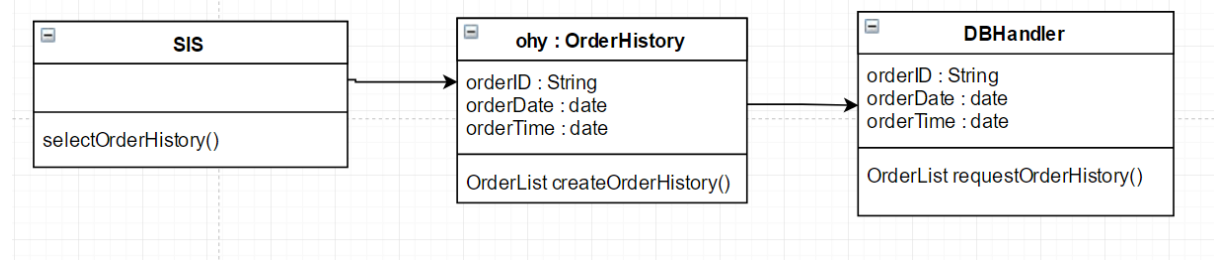 SIS
selectOrderHistory()
ohy : OrderHistory
orderID : String
orderDate : date
orderTime : date
OrderList createOrderHistory()
DBHandler
orderID : String
orderDate : date
orderTime : date
OrderList requestOrderHistory()